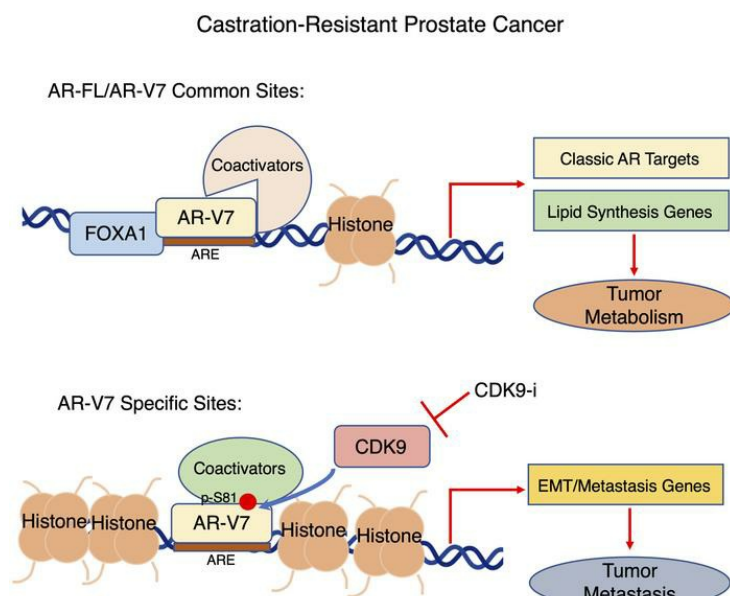 Castration-Resistant Prostate Cancer
AR-FL/AR-V7 Common Sites:
Coactivators
Classic AR Targets
AR-V7
Histone
Lipid Synthesis Genes
FOXA1
ARE
Tumor
Metabolism
AR-V7 Specific Sites:
CDK9-i
CDK9
Coactivators
p-S81
EMT/Metastasis Genes
Histone
Histone
AR-V7
Histone
Histone
ARE
Tumor
Metastasis